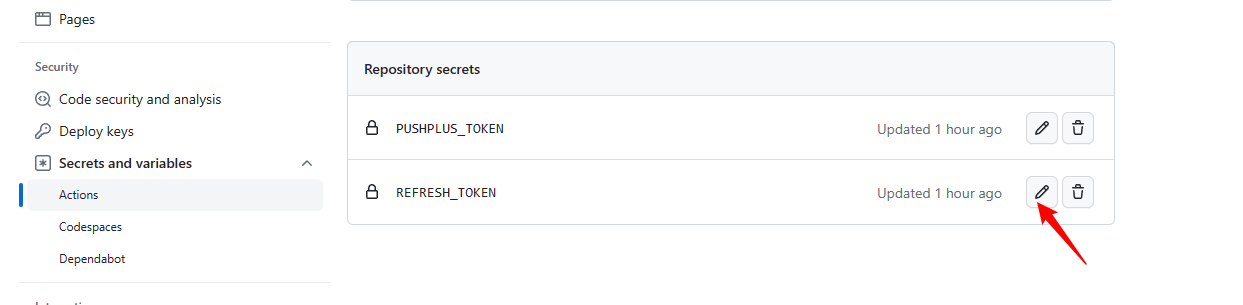 Pages
Security
Code security and analysis
Deploy keys
Secrets and variables
Actions
Codespaces
Dependabot
Repository secrets
PUSHPLUS_TOKEN Updated 1 hour ago
REFRESH_TOKEN Updated 1 hour ago